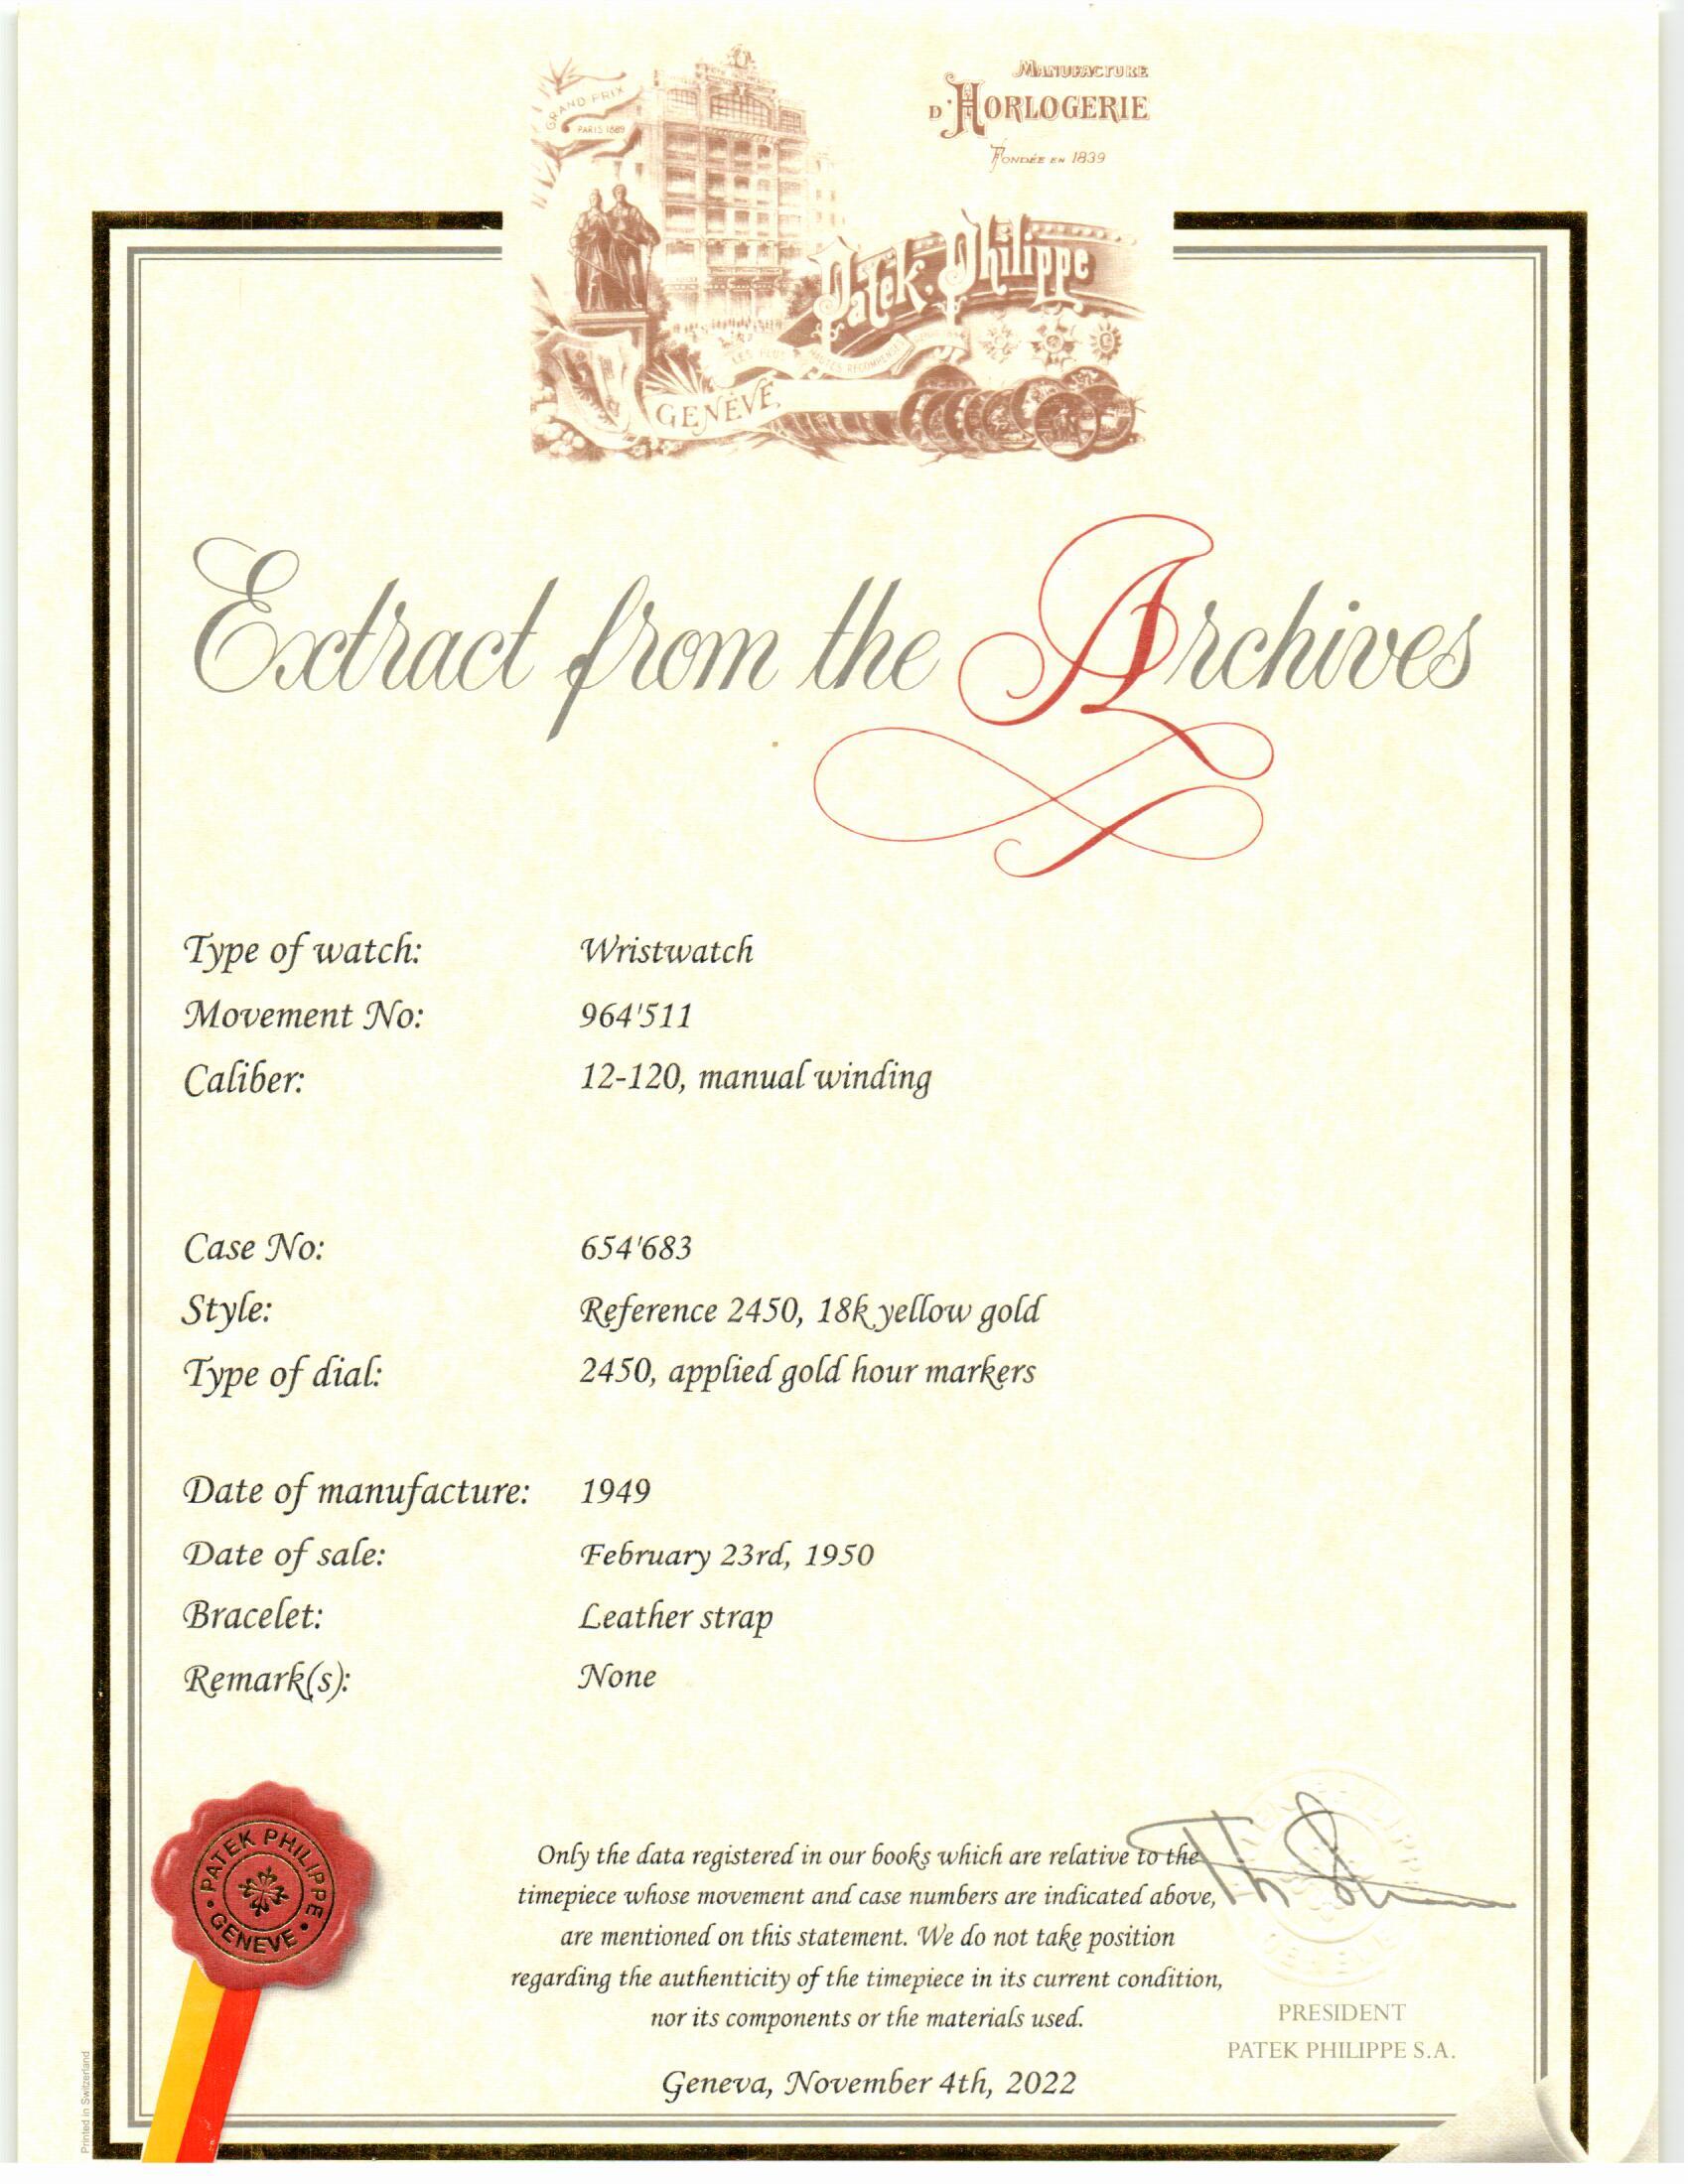 MANUFACTURE
D'HORLOGERIE
FONDÉE EN 1839
GRAND PRIX
PARIS 1889
Patek. Philippe
LES PLUS HAUTES RECOMPENSES
GENÈVE
Extract from the Archives
Type of watch: Wristwatch
Movement No: 964'511
Caliber: 12-120, manual winding
Case No: 654'683
Style: Reference 2450, 18k yellow gold
Type of dial: 2450, applied gold hour markers
Date of manufacture: 1949
Date of sale: February 23rd, 1950
Bracelet: Leather strap
Remark(s): None
PATEK PHILIPPE
GENEVE
Only the data registered in our books which are relative to the
timepiece whose movement and case numbers are indicated above,
are mentioned on this statement. We do not take position
regarding the authenticity of the timepiece in its current condition,
nor its components or the materials used.
PRESIDENT
PATEK PHILIPPE S.A.
Geneva, November 4th, 2022
Printed in Switzerland